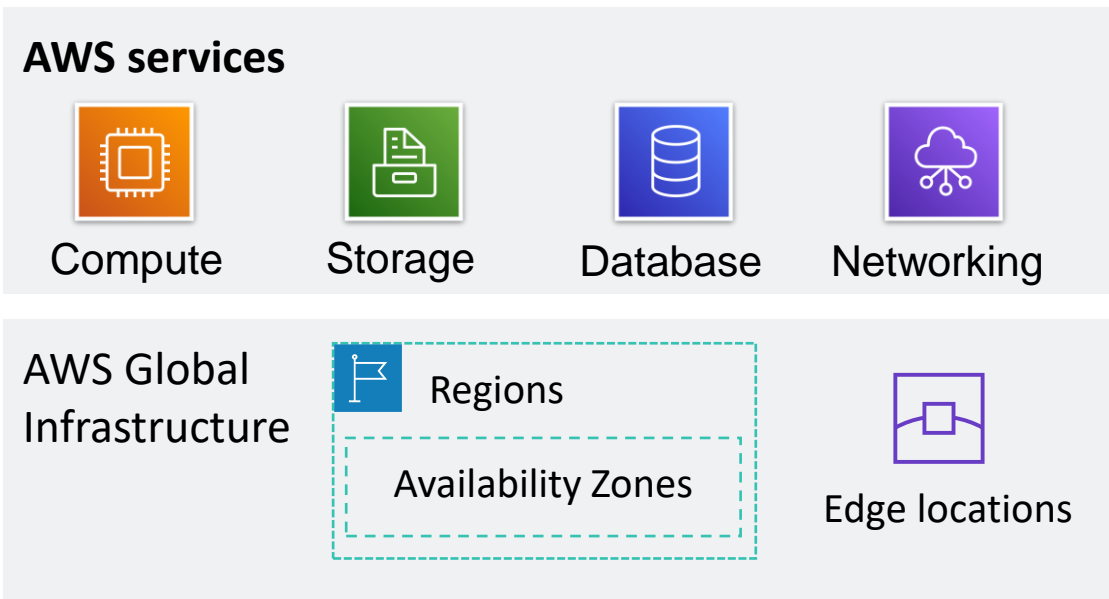 AWS services
Compute
Storage
Database
Networking
AWS Global
Infrastructure
Regions
Availability Zones
Edge locations